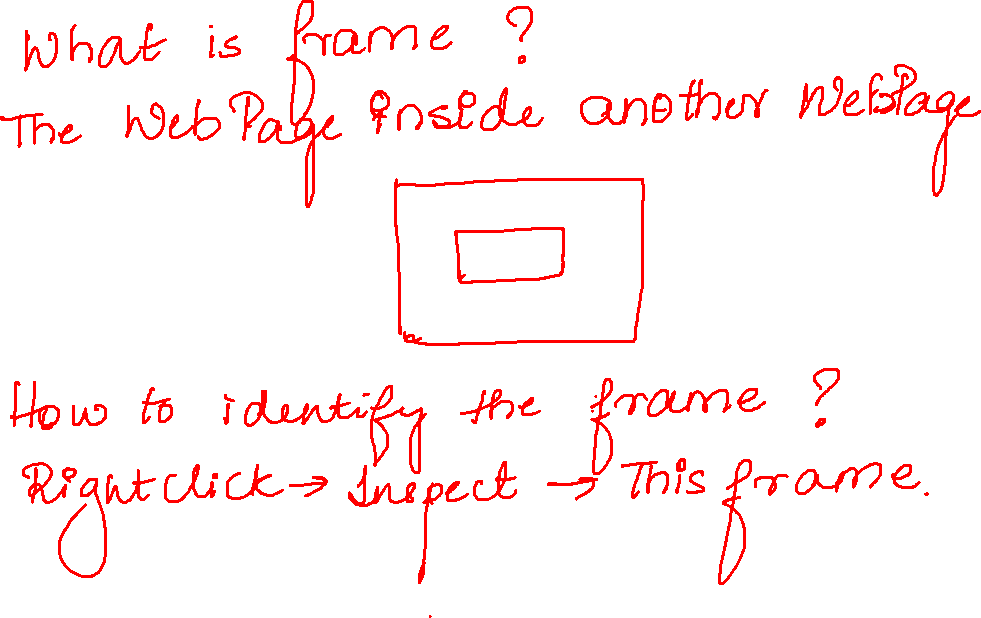 What is frame ?
The WebPage inside another WebPage
How to identify the frame ?
Rightclick → Inspect → This frame.